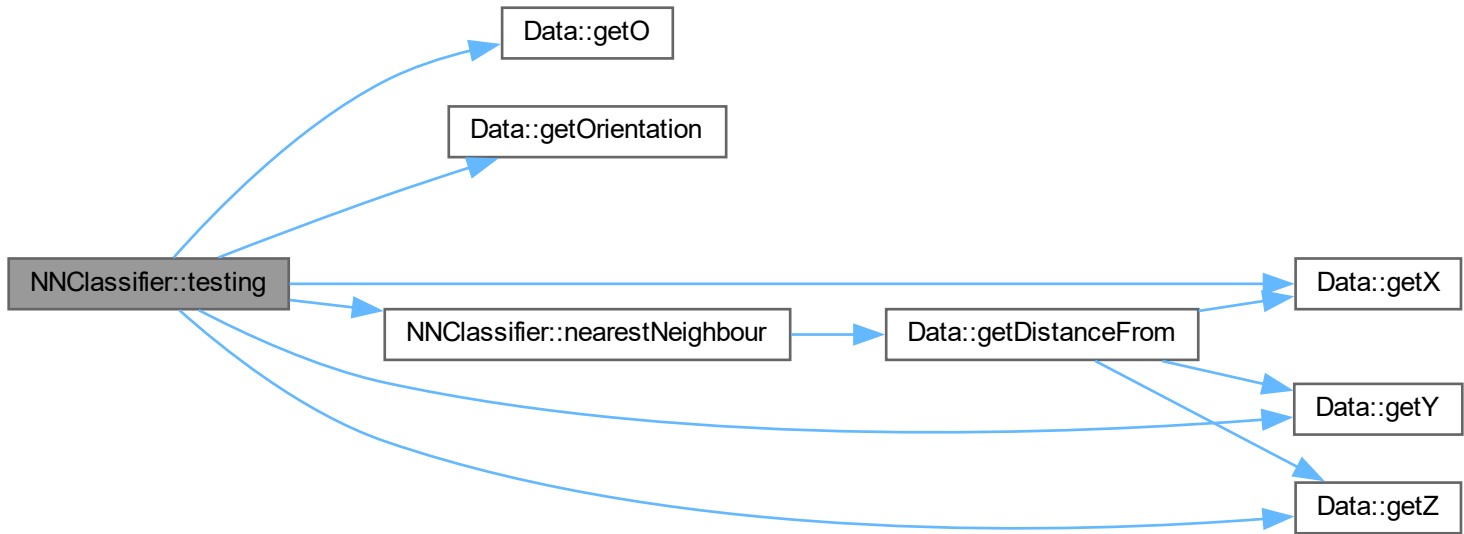 Data::getO
Data::getOrientation
NNClassifier::testing
Data::getX
NNClassifier::nearestNeighbour
Data::getDistanceFrom
Data::getY
Data::getZ